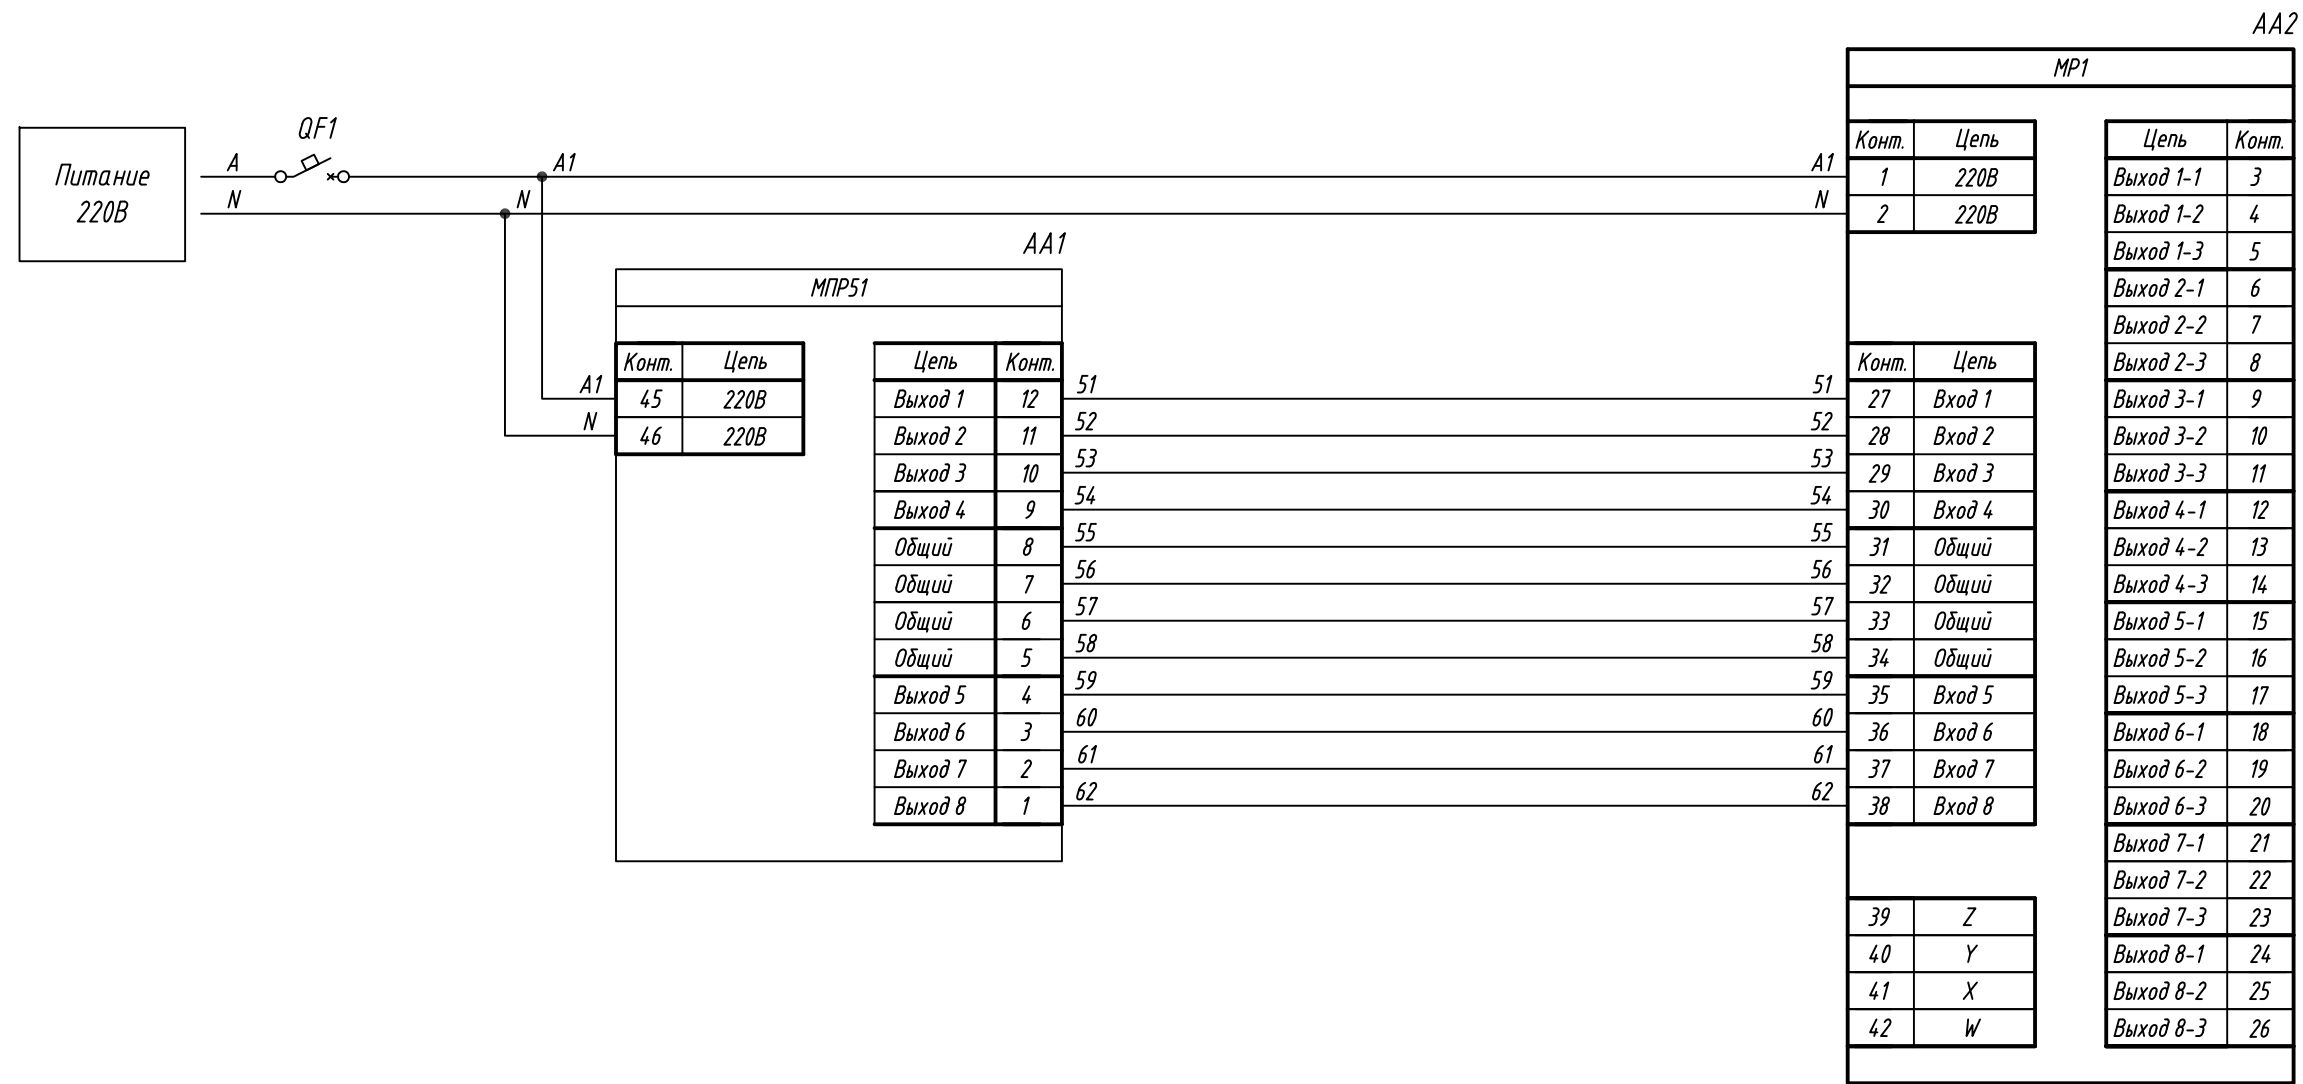 АА2
МР1
QF1
Питание
220В
А
А1
А1
N
N
N
Конт.
Цепь
1
220В
2
220В
Цепь
Конт.
Выход 1-1
3
Выход 1-2
4
Выход 1-3
5
Выход 2-1
6
Выход 2-2
7
Выход 2-3
8
Выход 3-1
9
Выход 3-2
10
Выход 3-3
11
Выход 4-1
12
Выход 4-2
13
Выход 4-3
14
Выход 5-1
15
Выход 5-2
16
Выход 5-3
17
Выход 6-1
18
Выход 6-2
19
Выход 6-3
20
Выход 7-1
21
Выход 7-2
22
Выход 7-3
23
Выход 8-1
24
Выход 8-2
25
Выход 8-3
26
АА1
МПР51
Конт.
Цепь
А1
45
220В
N
46
220В
Цепь
Конт.
Выход 1
12
Выход 2
11
Выход 3
10
Выход 4
9
Общий
8
Общий
7
Общий
6
Общий
5
Выход 5
4
Выход 6
3
Выход 7
2
Выход 8
1
51
51
52
52
53
53
54
54
55
55
56
56
57
57
58
58
59
59
60
60
61
61
62
62
Конт.
Цепь
27
Вход 1
28
Вход 2
29
Вход 3
30
Вход 4
31
Общий
32
Общий
33
Общий
34
Общий
35
Вход 5
36
Вход 6
37
Вход 7
38
Вход 8
39
Z
40
Y
41
X
42
W